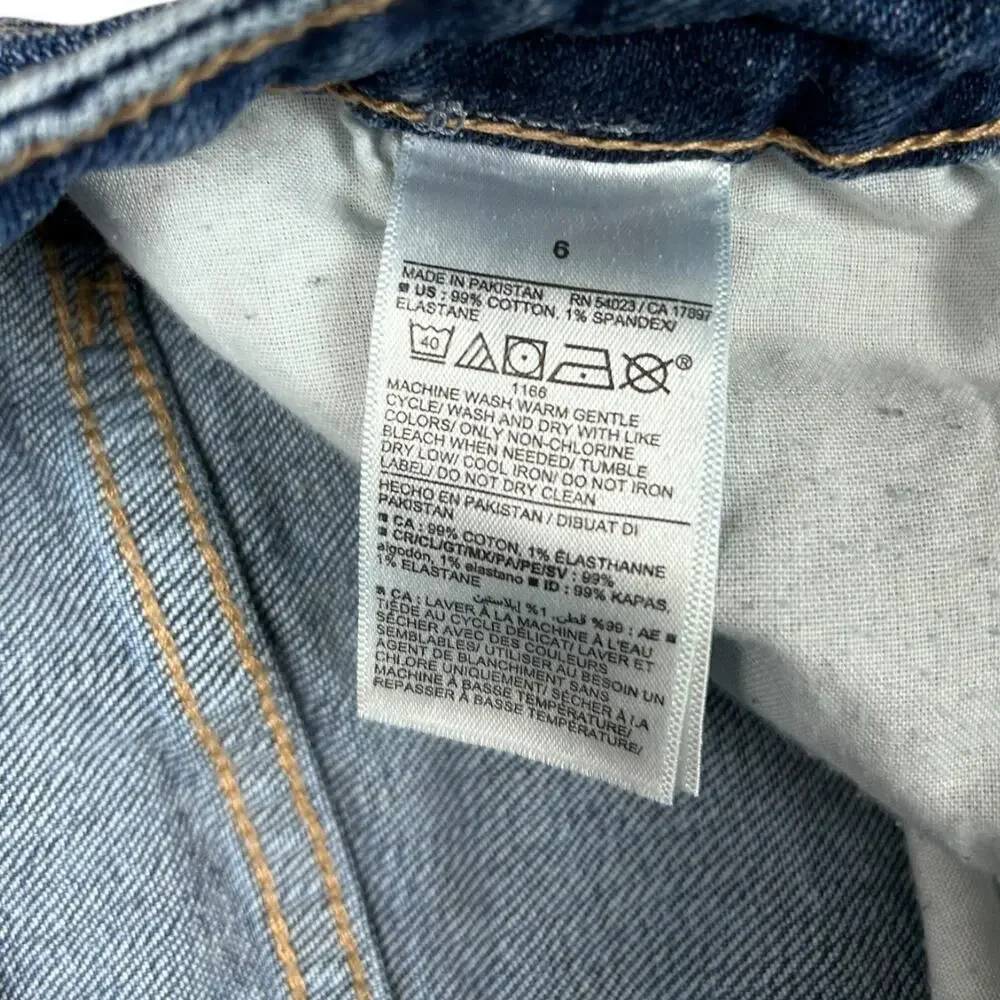 6
MADE IN PAKISTAN RN 54023 / CA 17897
■ US : 99% COTTON, 1% SPANDEX/
ELASTANE
40
®
1166
MACHINE WASH WARM GENTLE
CYCLE/ WASH AND DRY WITH LIKE
COLORS/ ONLY NON-CHLORINE
BLEACH WHEN NEEDED/ TUMBLE
DRY LOW/ COOL IRON/ DO NOT IRON
LABEL/ DO NOT DRY CLEAN
HECHO EN PAKISTAN / DIBUAT DI
PAKISTAN
■ CA : 99% COTON, 1% ÉLASTHANNE
■ CR/CL/GT/MX/PA/PE/SV : 99%
algodón, 1% elastano ■ ID : 99% KAPAS,
1% ELASTANE
■ AE : 99% قطن, 1% إيلاستين
■ CA : LAVER À LA MACHINE À L'EAU
TIÈDE AU CYCLE DÉLICAT/ LAVER ET
SÉCHER AVEC DES COULEURS
SEMBLABLES/ UTILISER AU BESOIN UN
AGENT DE BLANCHIMENT SANS
CHLORE UNIQUEMENT/ SÉCHER À LA
MACHINE À BASSE TEMPÉRATURE/
REPASSER À BASSE TEMPÉRATURE/